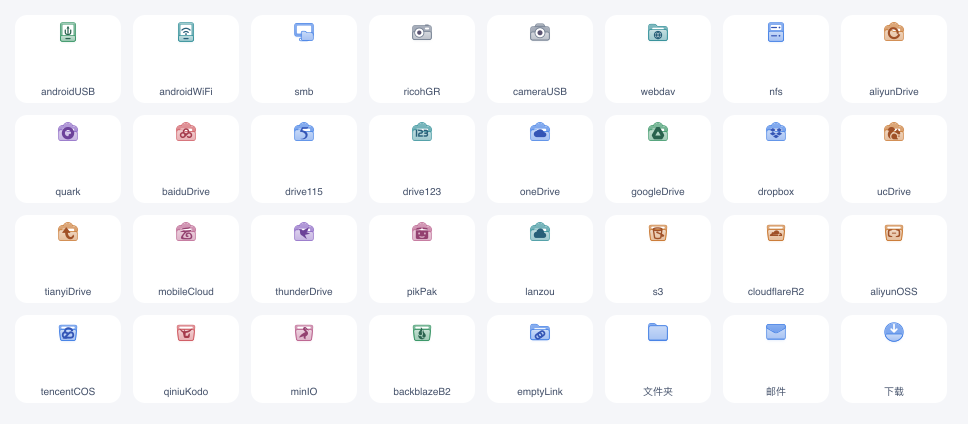 androidUSB androidWiFi smb ricohGR cameraUSB webdav nfs aliyunDrive
quark baiduDrive drive115 drive123 oneDrive googleDrive dropbox ucDrive
tianyiDrive mobileCloud thunderDrive pikPak lanzou s3 cloudflareR2 aliyunOSS
tencentCOS qiniuKodo minIO backblazeB2 emptyLink 文件夹 邮件 下载